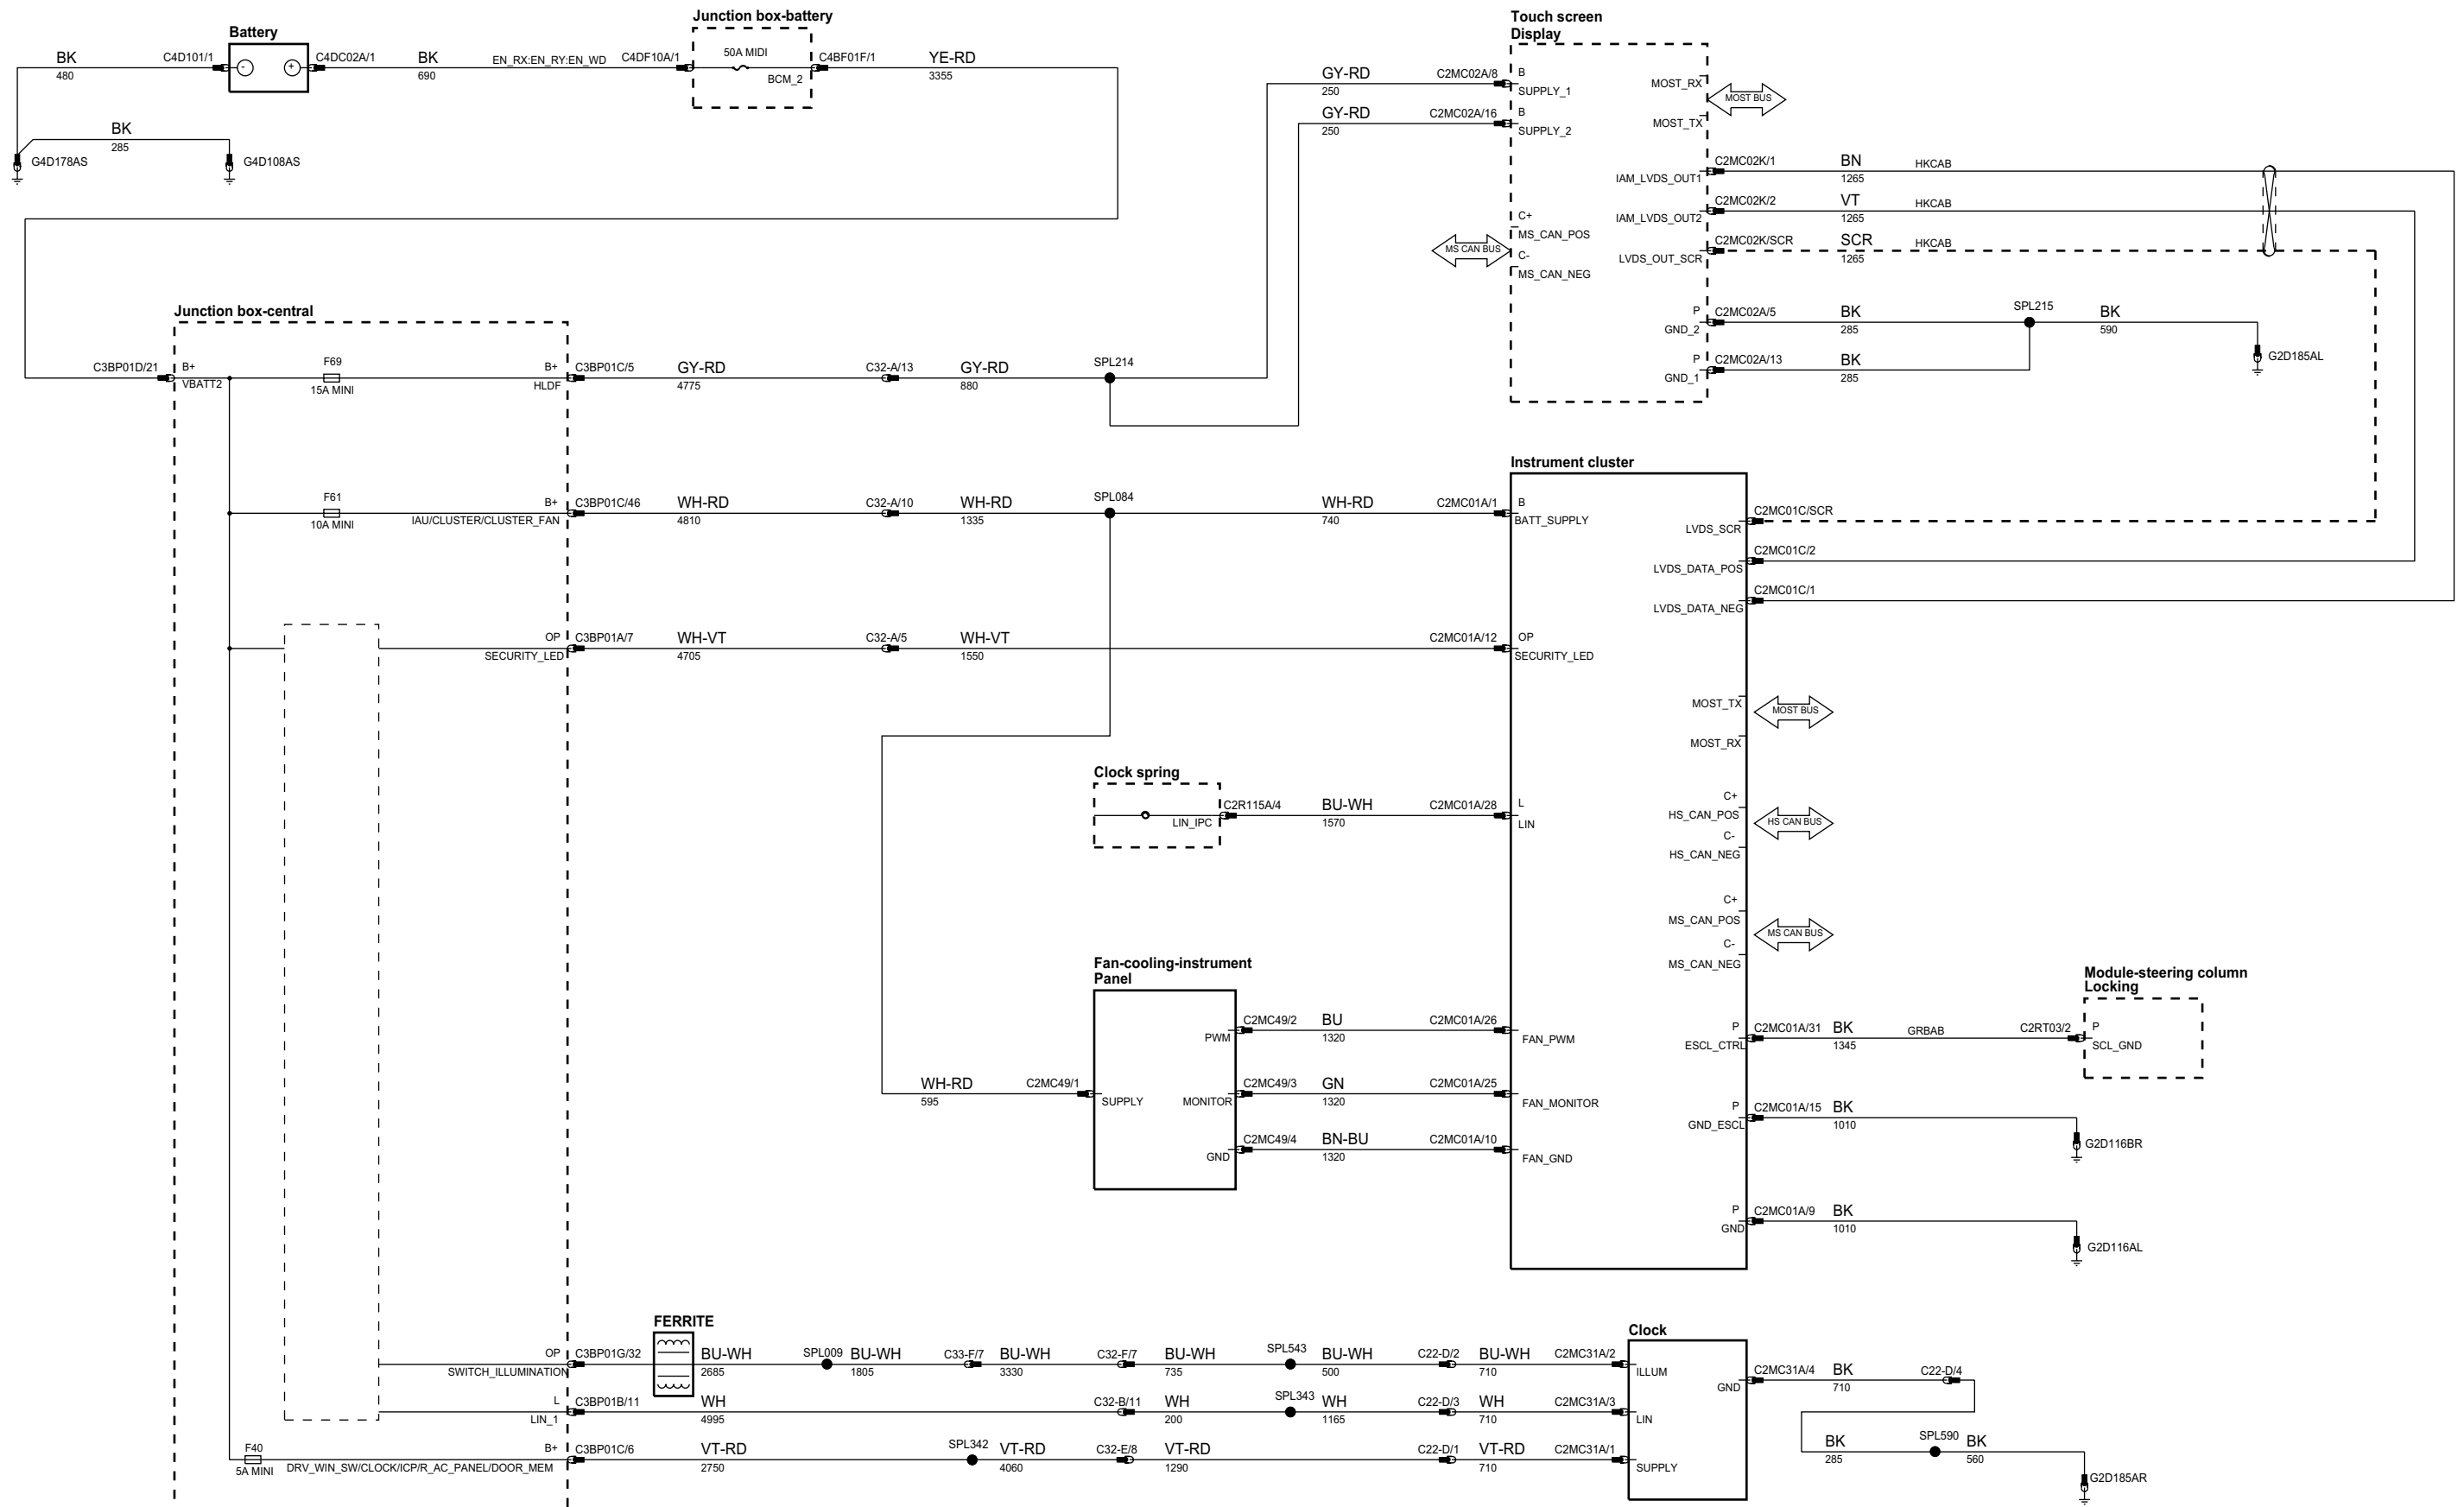 Junction box-battery
Touch screen
Display
Battery
BK
480
C4D101/1
-
+
C4DC02A/1
BK
690
EN_RX:EN_RY:EN_WD
C4DF10A/1
50A MIDI
BCM_2
C4BF01F/1
YE-RD
3355
BK
285
G4D178AS
G4D108AS
GY-RD
250
C2MC02A/8
B
SUPPLY_1
GY-RD
250
C2MC02A/16
B
SUPPLY_2
MOST_RX
MOST BUS
MOST_TX
C2MC02K/1
BN
1265
HKCAB
IAM_LVDS_OUT1
C2MC02K/2
VT
1265
HKCAB
IAM_LVDS_OUT2
C2MC02K/SCR
SCR
1265
HKCAB
LVDS_OUT_SCR
C+
MS_CAN_POS
MS CAN BUS
C-
MS_CAN_NEG
P
GND_2
C2MC02A/5
BK
285
SPL215
BK
590
G2D185AL
P
GND_1
C2MC02A/13
BK
285
Junction box-central
C3BP01D/21
B+
VBATT2
F69
15A MINI
B+
HLDF
C3BP01C/5
GY-RD
4775
C32-A/13
GY-RD
880
SPL214
Instrument cluster
F61
10A MINI
B+
IAU/CLUSTER/CLUSTER_FAN
C3BP01C/46
WH-RD
4810
C32-A/10
WH-RD
1335
SPL084
WH-RD
740
C2MC01A/1
B
BATT_SUPPLY
C2MC01C/SCR
LVDS_SCR
C2MC01C/2
LVDS_DATA_POS
C2MC01C/1
LVDS_DATA_NEG
OP
SECURITY_LED
C3BP01A/7
WH-VT
4705
C32-A/5
WH-VT
1550
C2MC01A/12
OP
SECURITY_LED
MOST_TX
MOST BUS
MOST_RX
Clock spring
LIN_IPC
C2R115A/4
BU-WH
1570
C2MC01A/28
L
LIN
C+
HS_CAN_POS
HS CAN BUS
C-
HS_CAN_NEG
C+
MS_CAN_POS
MS CAN BUS
C-
MS_CAN_NEG
Fan-cooling-instrument
Panel
Module-steering column
Locking
PWM
C2MC49/2
BU
1320
C2MC01A/26
FAN_PWM
P
ESCL_CTRL
C2MC01A/31
BK
1345
GRBAB
C2RT03/2
P
SCL_GND
WH-RD
595
C2MC49/1
SUPPLY
MONITOR
C2MC49/3
GN
1320
C2MC01A/25
FAN_MONITOR
P
GND_ESCL
C2MC01A/15
BK
1010
G2D116BR
GND
C2MC49/4
BN-BU
1320
C2MC01A/10
FAN_GND
P
GND
C2MC01A/9
BK
1010
G2D116AL
FERRITE
Clock
OP
SWITCH_ILLUMINATION
C3BP01G/32
BU-WH
2685
SPL009
BU-WH
1805
C33-F/7
BU-WH
3330
C32-F/7
BU-WH
735
SPL543
BU-WH
500
C22-D/2
BU-WH
710
C2MC31A/2
ILLUM
GND
C2MC31A/4
BK
710
C22-D/4
L
LIN_1
C3BP01B/11
WH
4995
C32-B/11
WH
200
SPL343
WH
1165
C22-D/3
WH
710
C2MC31A/3
LIN
F40
5A MINI
B+
DRV_WIN_SW/CLOCK/ICP/R_AC_PANEL/DOOR_MEM
C3BP01C/6
VT-RD
2750
SPL342
VT-RD
4060
C32-E/8
VT-RD
1290
C22-D/1
VT-RD
710
C2MC31A/1
SUPPLY
BK
285
SPL590
BK
560
G2D185AR